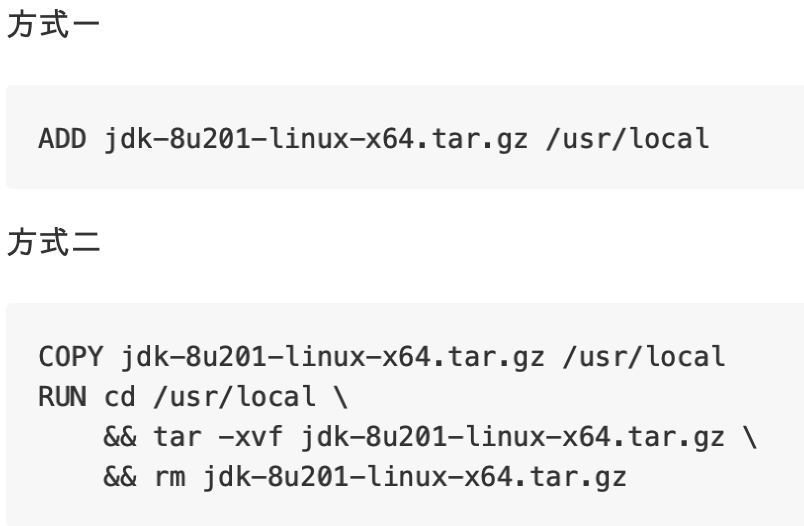 方式一
ADD jdk-8u201-linux-x64.tar.gz /usr/local
方式二
COPY jdk-8u201-linux-x64.tar.gz /usr/local
RUN cd /usr/local \
    && tar -xvf jdk-8u201-linux-x64.tar.gz \
    && rm jdk-8u201-linux-x64.tar.gz